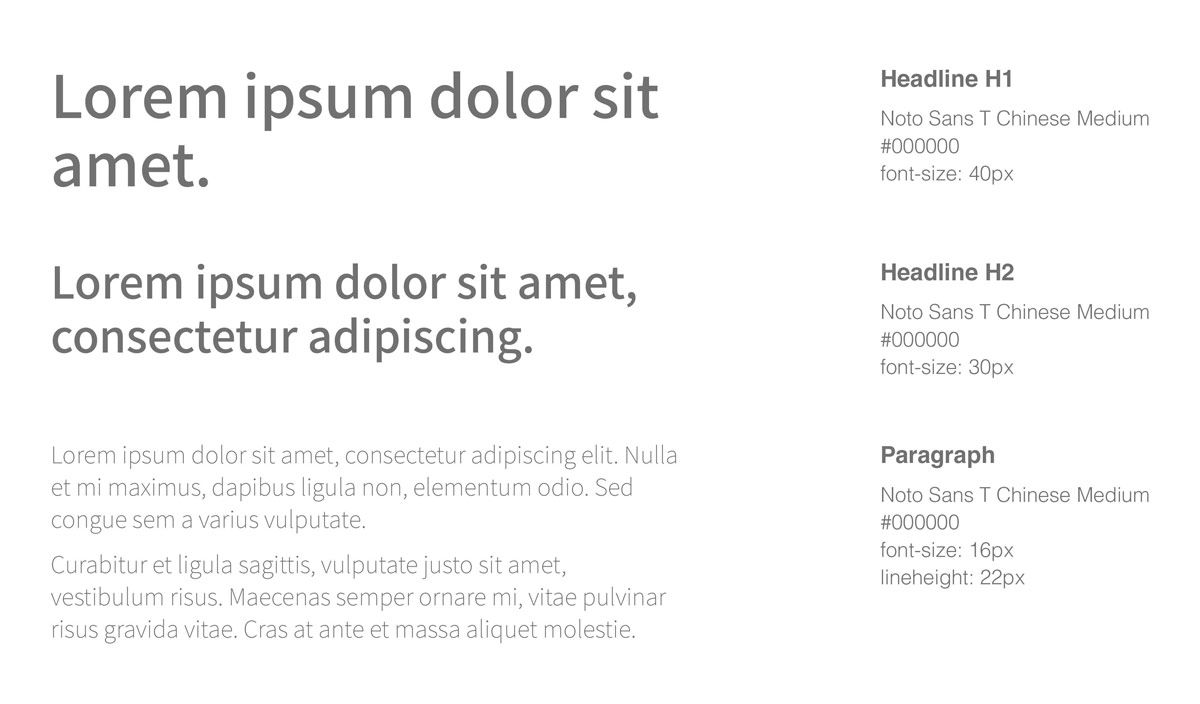 Lorem ipsum dolor sit
amet.
Headline H1
Noto Sans T Chinese Medium
#000000
font-size: 40px
Lorem ipsum dolor sit amet,
consectetur adipiscing.
Headline H2
Noto Sans T Chinese Medium
#000000
font-size: 30px
Lorem ipsum dolor sit amet, consectetur adipiscing elit. Nulla
et mi maximus, dapibus ligula non, elementum odio. Sed
congue sem a varius vulputate.
Curabitur et ligula sagittis, vulputate justo sit amet,
vestibulum risus. Maecenas semper ornare mi, vitae pulvinar
risus gravida vitae. Cras at ante et massa aliquet molestie.
Paragraph
Noto Sans T Chinese Medium
#000000
font-size: 16px
lineheight: 22px